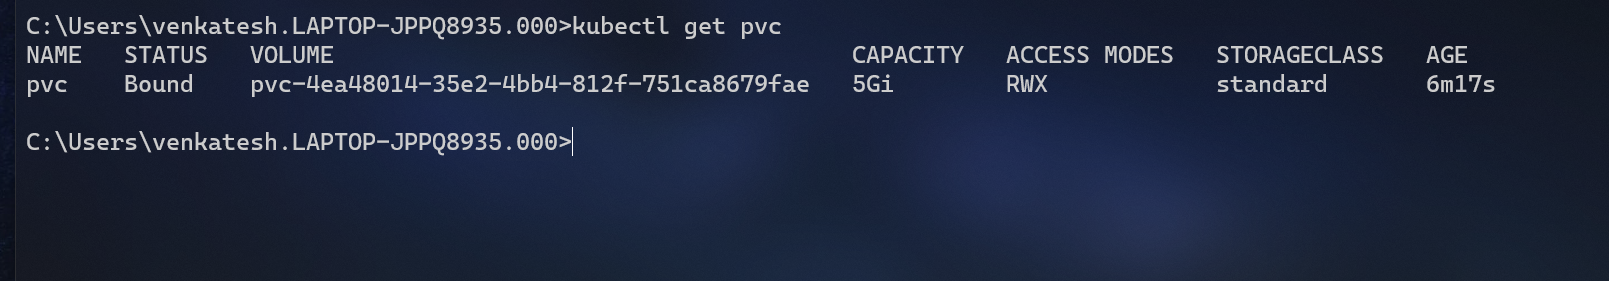 C:\Users\venkatesh.LAPTOP-JPPQ8935.000>kubectl get pvc
NAME   STATUS   VOLUME                                     CAPACITY   ACCESS MODES   STORAGECLASS   AGE
pvc    Bound    pvc-4ea48014-35e2-4bb4-812f-751ca8679fae   5Gi        RWX            standard       6m17s
C:\Users\venkatesh.LAPTOP-JPPQ8935.000>